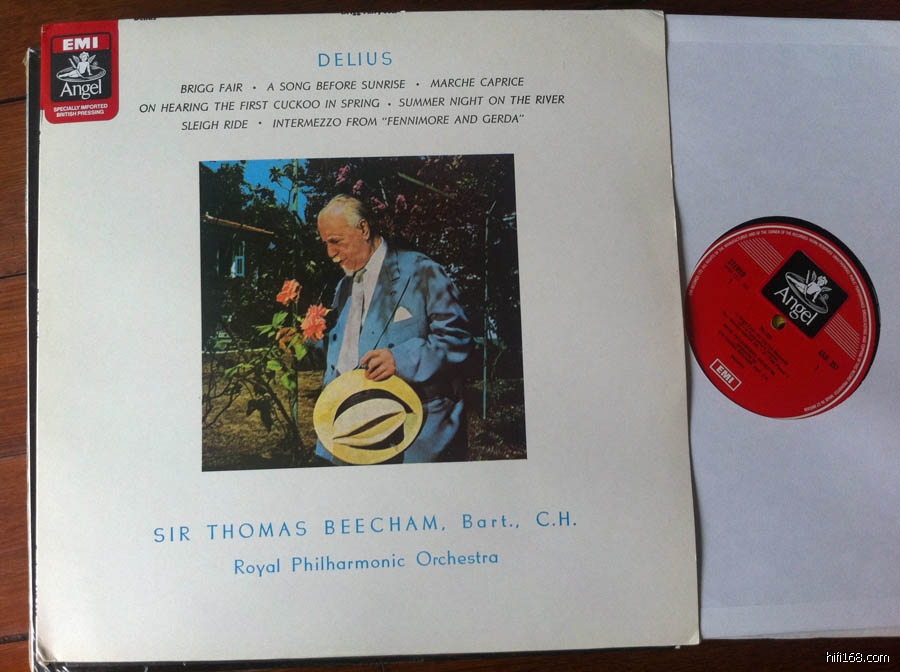 EMI
Angel
SPECIALLY IMPORTED
BRITISH PRESSING
DELIUS
BRIGG FAIR • A SONG BEFORE SUNRISE • MARCHE CAPRICE
ON HEARING THE FIRST CUCKOO IN SPRING • SUMMER NIGHT ON THE RIVER
SLEIGH RIDE • INTERMEZZO FROM "FENNIMORE AND GERDA"
SIR THOMAS BEECHAM, Bart., C.H.
Royal Philharmonic Orchestra
STEREO
Angel
EMI
hifi168.com